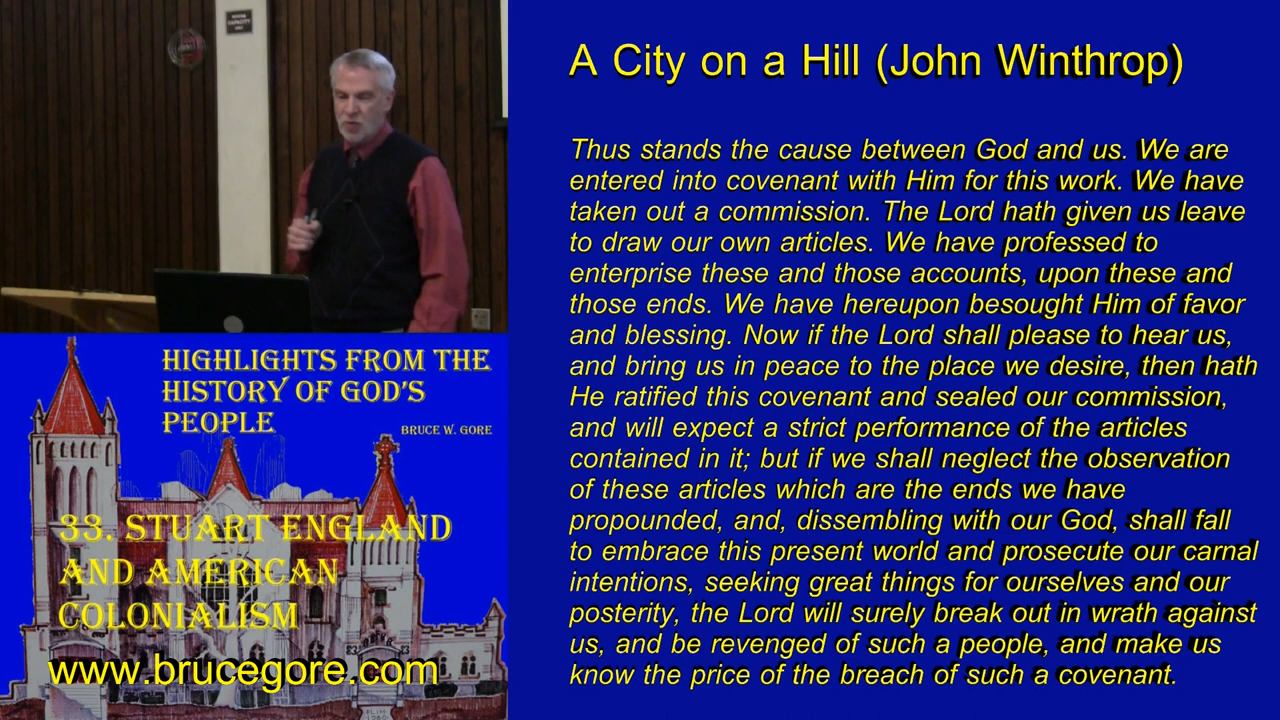 A City on a Hill (John Winthrop)
Thus stands the cause between God and us. We are
entered into covenant with Him for this work. We have
taken out a commission. The Lord hath given us leave
to draw our own articles. We have professed to
enterprise these and those accounts, upon these and
those ends. We have hereupon besought Him of favor
and blessing. Now if the Lord shall please to hear us,
and bring us in peace to the place we desire, then hath
He ratified this covenant and sealed our commission,
and will expect a strict performance of the articles
contained in it; but if we shall neglect the observation
of these articles which are the ends we have
propounded, and, dissembling with our God, shall fall
to embrace this present world and prosecute our carnal
intentions, seeking great things for ourselves and our
posterity, the Lord will surely break out in wrath against
us, and be revenged of such a people, and make us
know the price of the breach of such a covenant.
HIGHLIGHTS FROM THE
HISTORY OF GOD'S
PEOPLE
BRUCE W. GORE
33. STUART ENGLAND
AND AMERICAN
COLONIALISM
www.brucegore.com